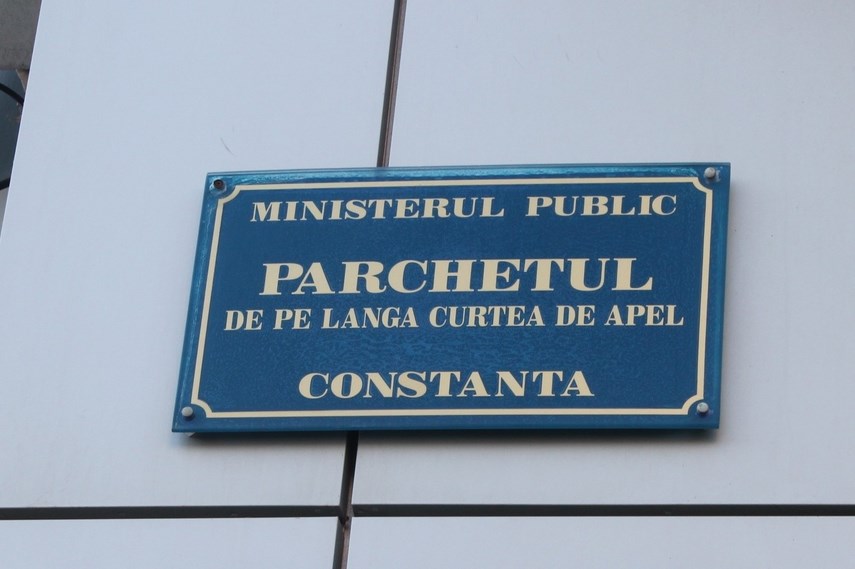 MINISTERUL PUBLIC
PARCHETUL
DE PE LANGA CURTEA DE APEL
CONSTANTA